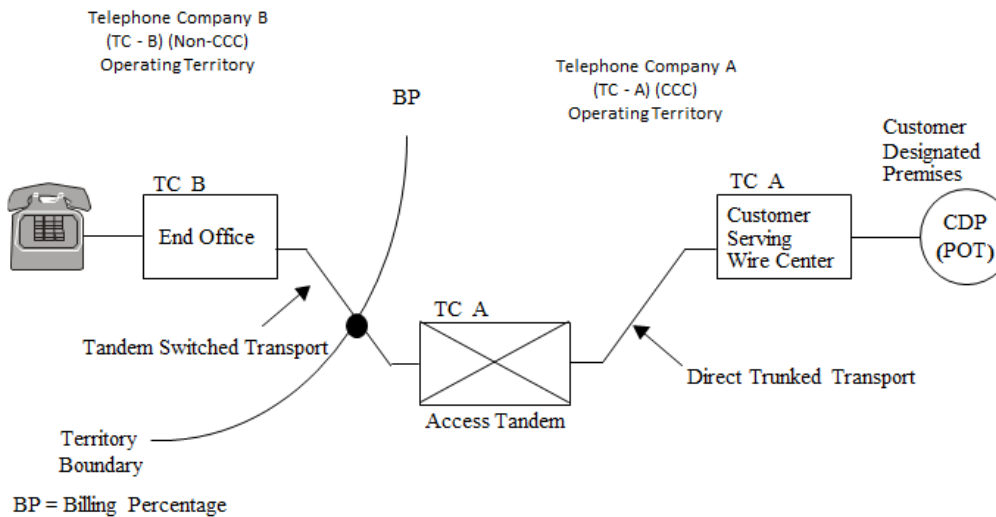 Telephone Company B
(TC - B) (Non-CCC)
Operating Territory
Telephone Company A
(TC - A) (CCC)
Operating Territory
BP
Customer
Designated
Premises
TC B
End Office
TC A
Customer
Serving
Wire Center
CDP
(POT)
TC A
Tandem Switched Transport
Direct Trunked Transport
Access Tandem
Territory
Boundary
BP = Billing Percentage